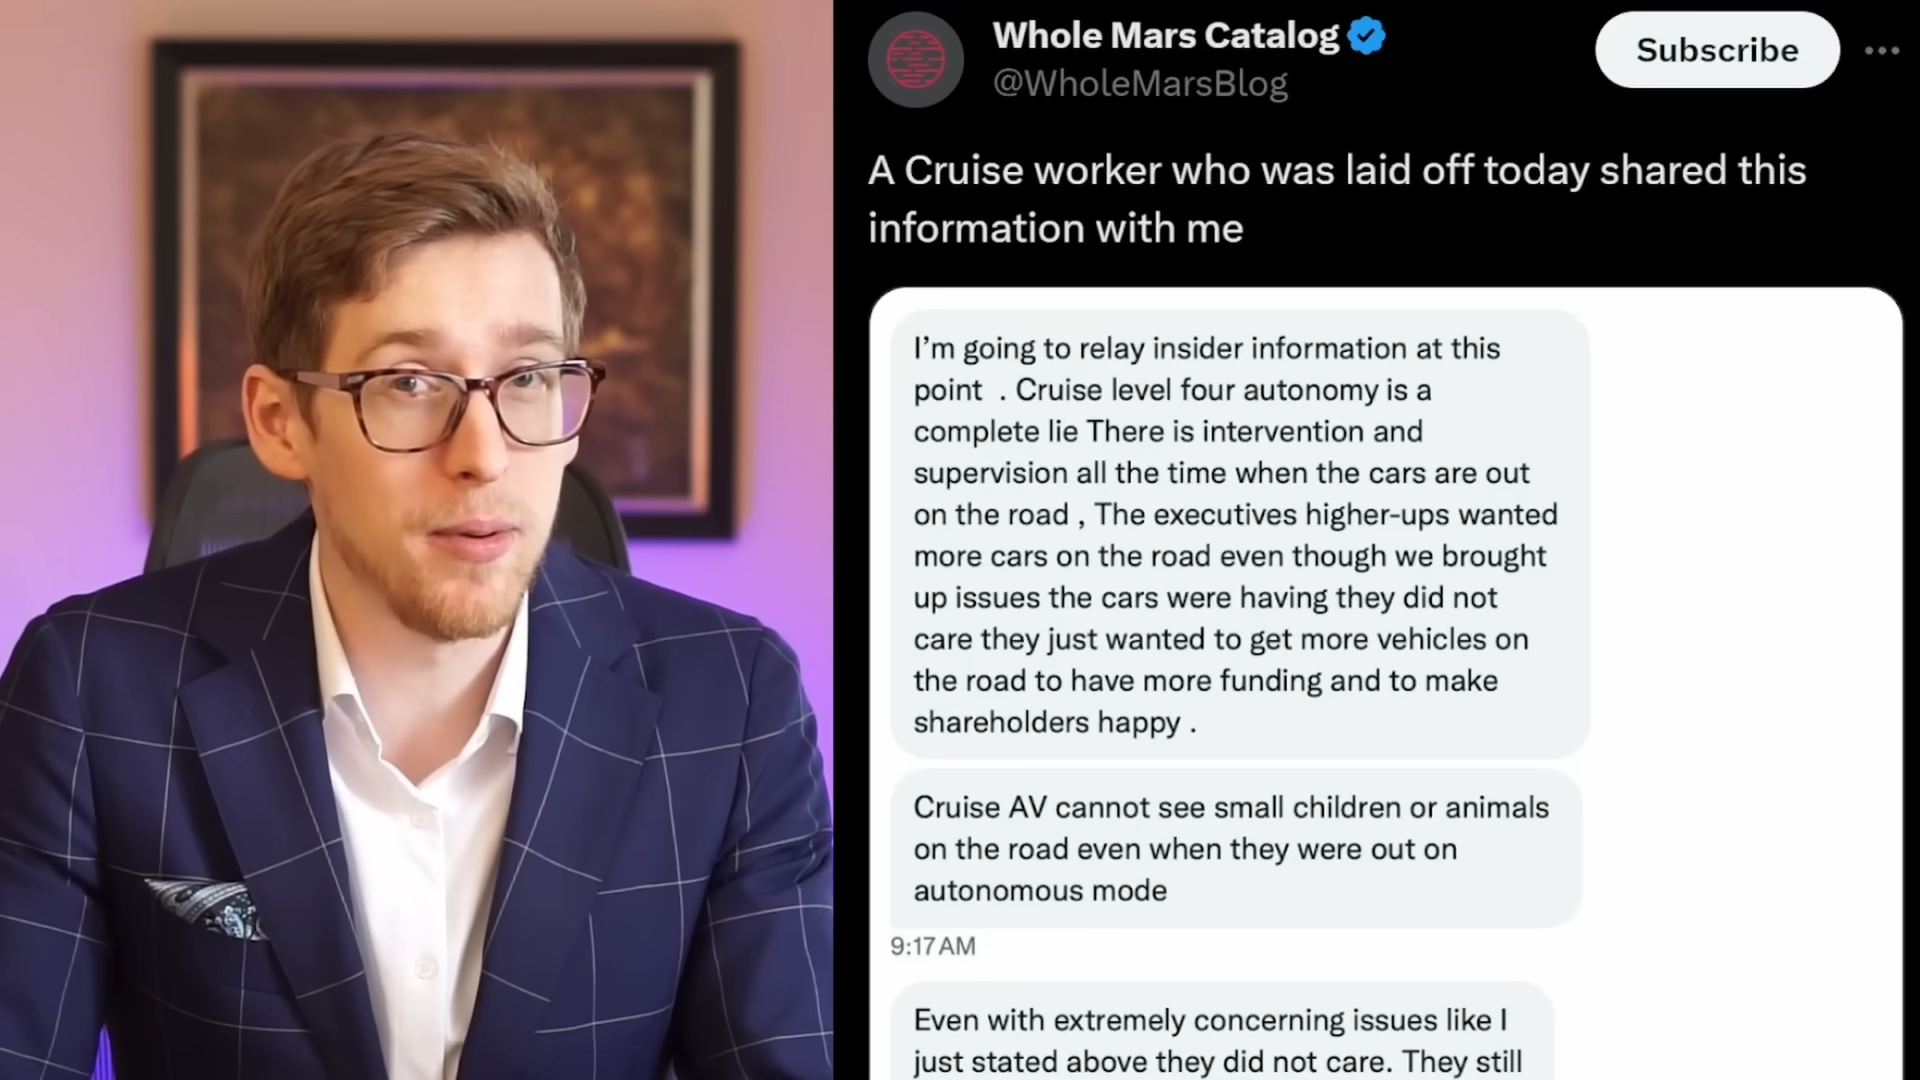 Whole Mars Catalog
@WholeMarsBlog
Subscribe
A Cruise worker who was laid off today shared this
information with me
I’m going to relay insider information at this
point . Cruise level four autonomy is a
complete lie There is intervention and
supervision all the time when the cars are out
on the road , The executives higher-ups wanted
more cars on the road even though we brought
up issues the cars were having they did not
care they just wanted to get more vehicles on
the road to have more funding and to make
shareholders happy .
Cruise AV cannot see small children or animals
on the road even when they were out on
autonomous mode
9:17 AM
Even with extremely concerning issues like I
just stated above they did not care. They still